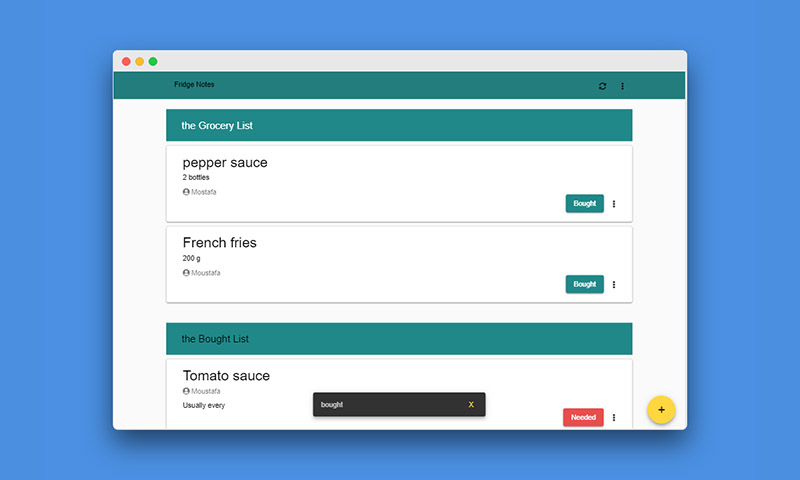 Fridge Notes
the Grocery List
pepper sauce
2 bottles
Mostafa
Bought
French fries
200 g
Moustafa
Bought
the Bought List
Tomato sauce
Moustafa
Usually every
bought X
Needed
+